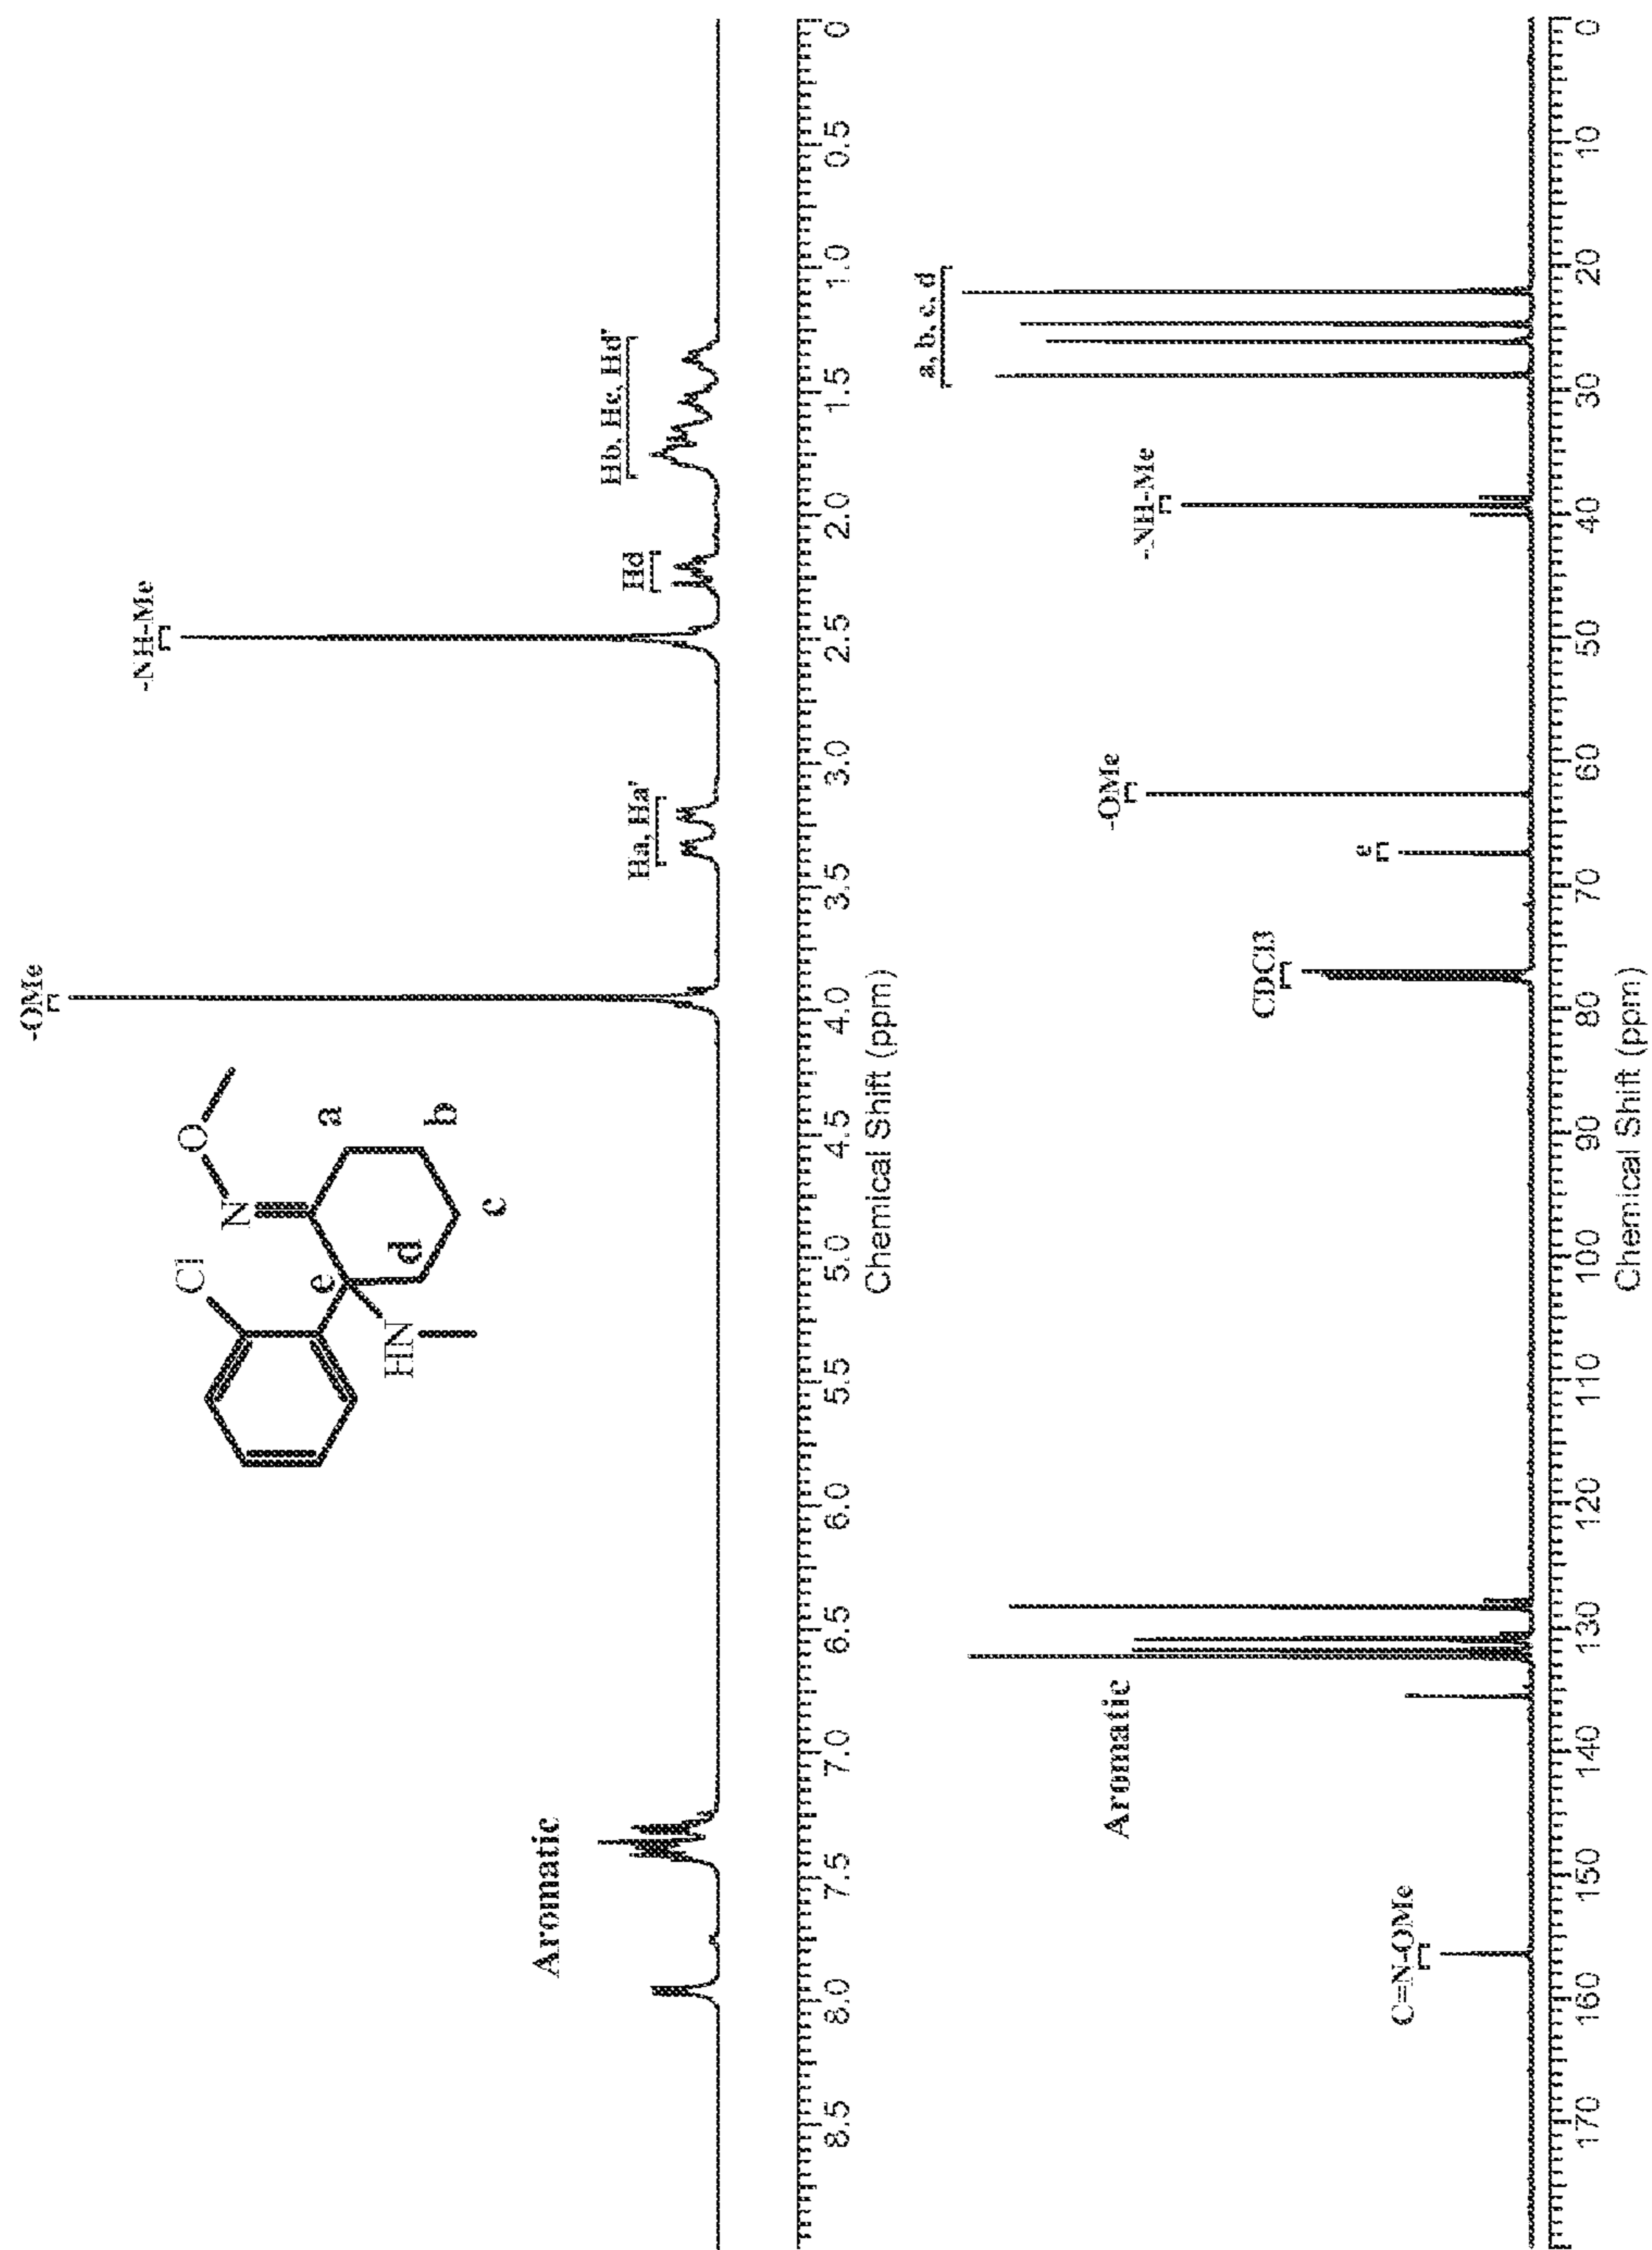 -OMe
-NH-Me
Aromatic
Ha, Ha'
Hd
Hb, Hc, Hd'
Cl
N
O
HN
a
b
c
d
e
8.5 8.0 7.5 7.0 6.5 6.0 5.5 5.0 4.5 4.0 3.5 3.0 2.5 2.0 1.5 1.0 0.5 0
Chemical Shift (ppm)
a, b, c, d
-NH-Me
-OMe
e
CDCl3
Aromatic
C=N-OMe
170 160 150 140 130 120 110 100 90 80 70 60 50 40 30 20 10 0
Chemical Shift (ppm)